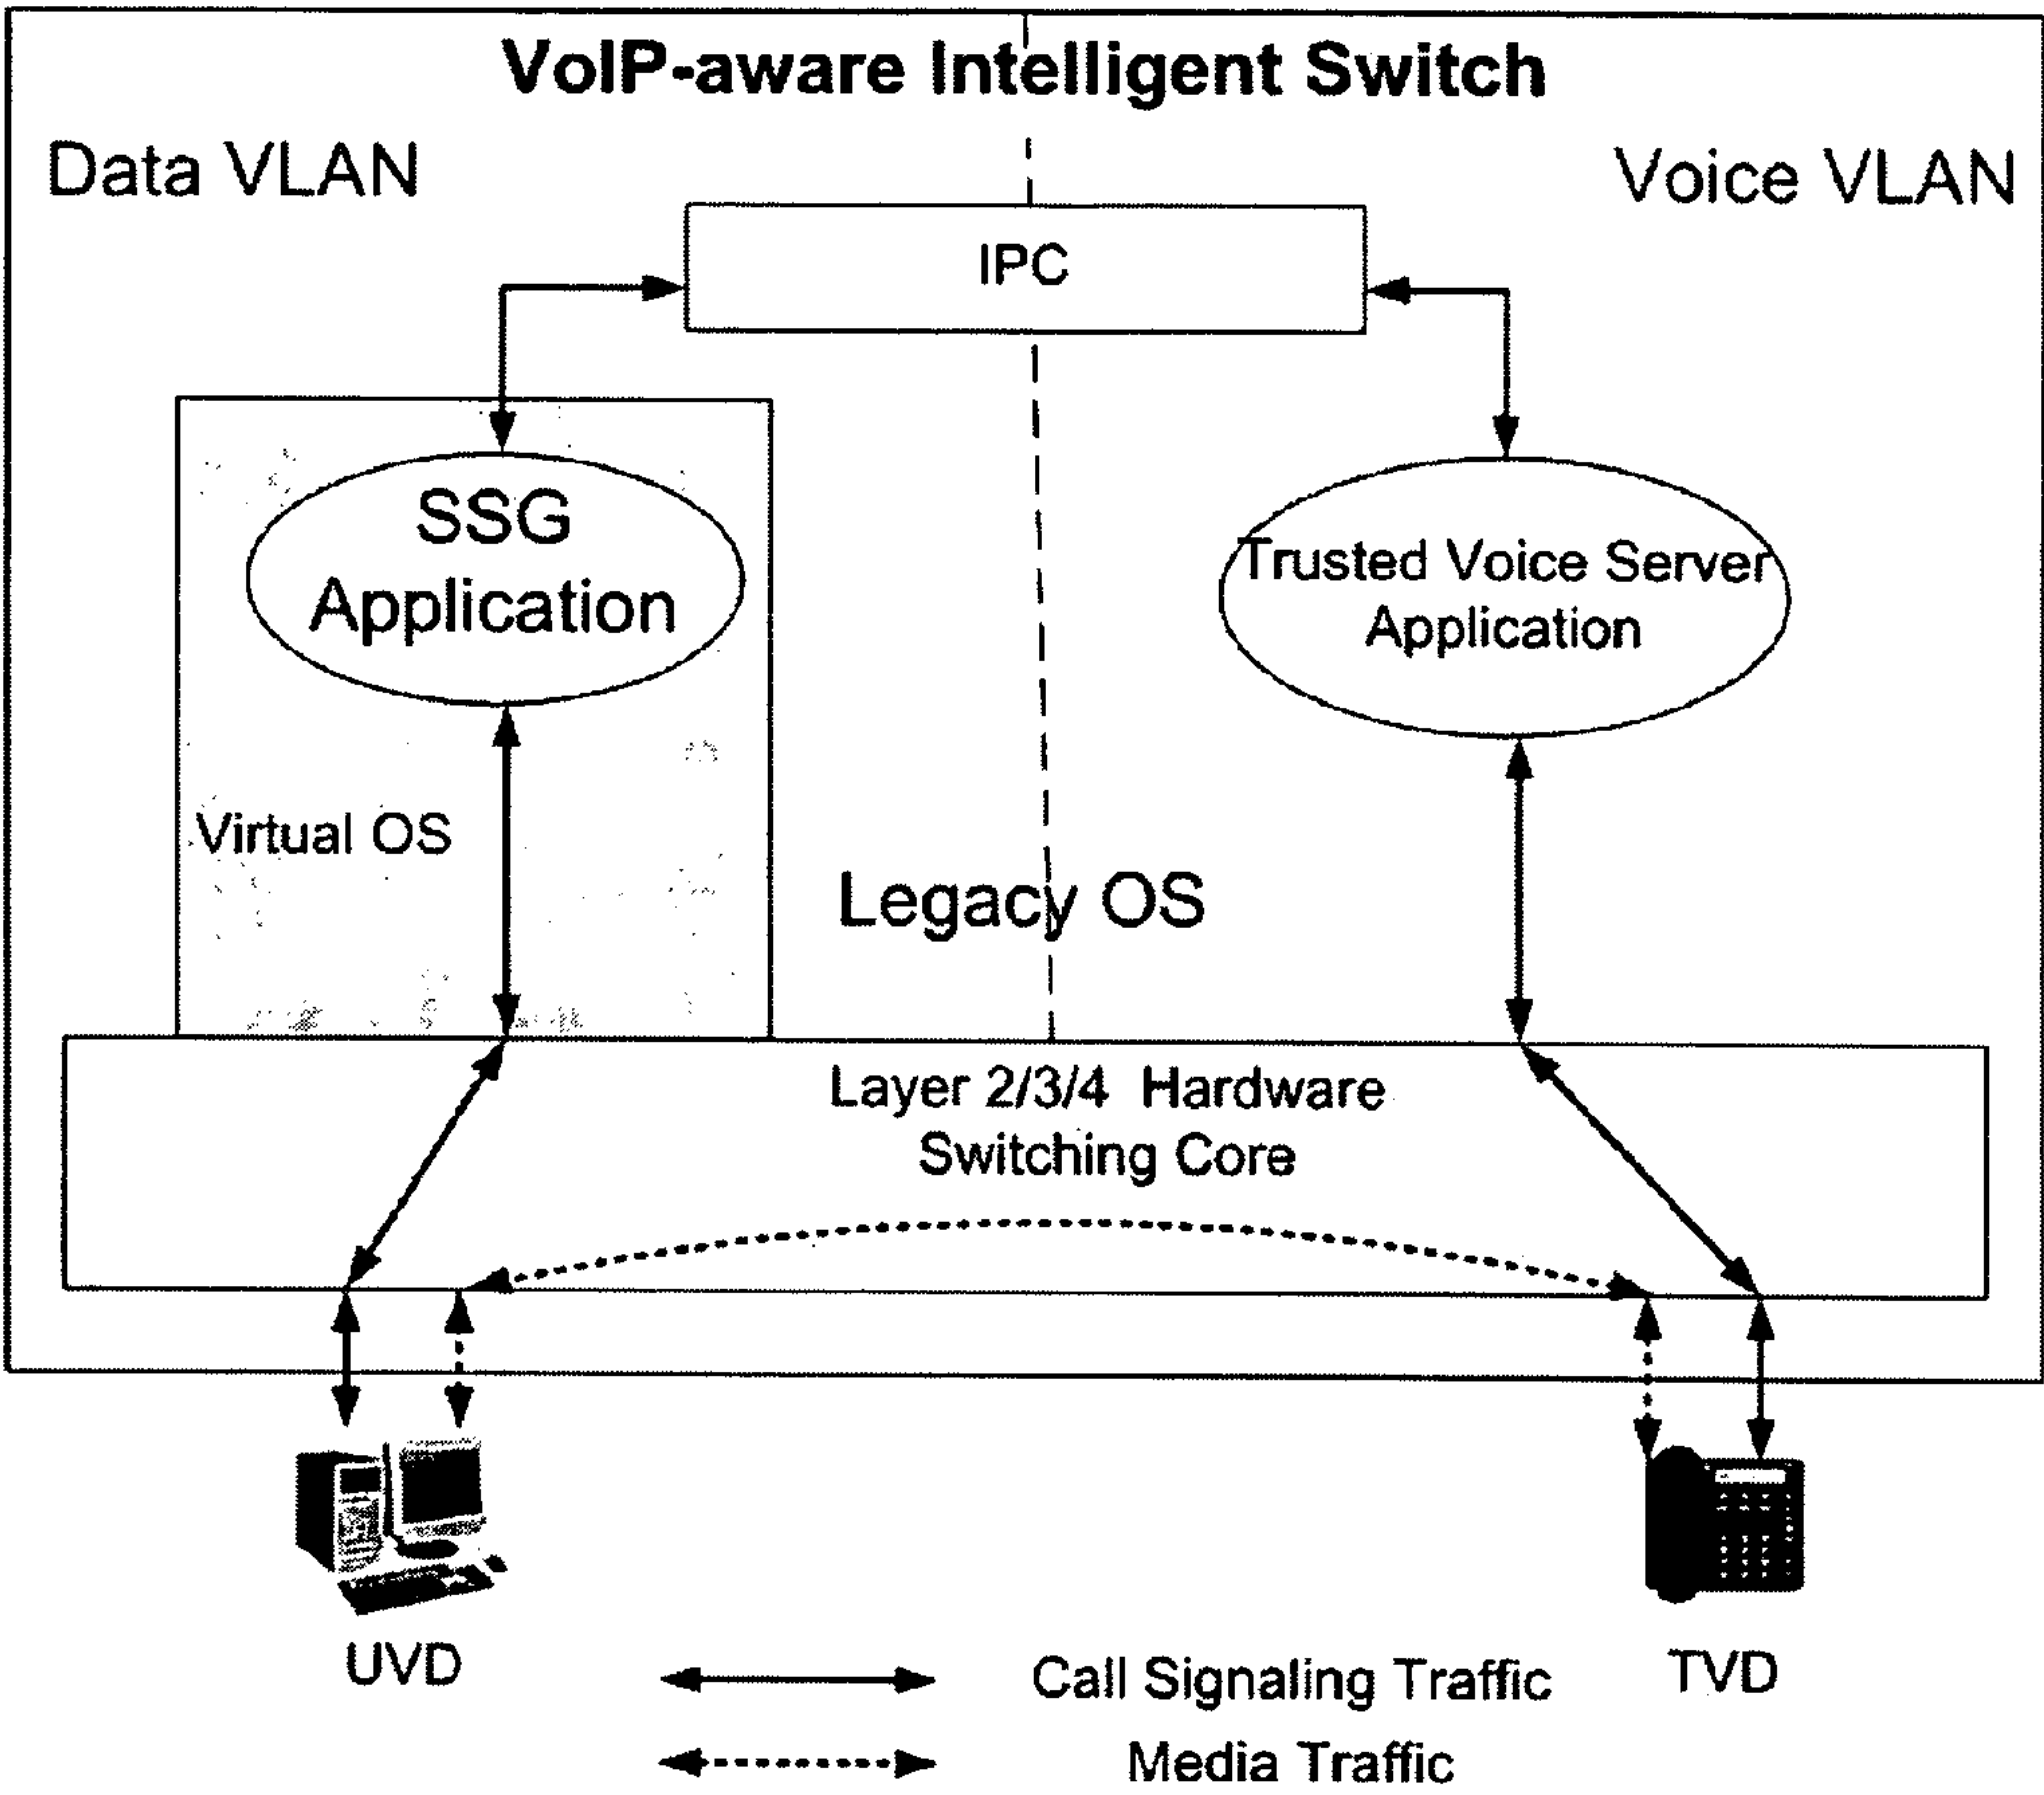 VoIP-aware Intelligent Switch
Data VLAN
Voice VLAN
IPC
SSG
Application
Trusted Voice Server
Application
Virtual OS
Legacy OS
Layer 2/3/4 Hardware
Switching Core
UVD
TVD
Call Signaling Traffic
Media Traffic